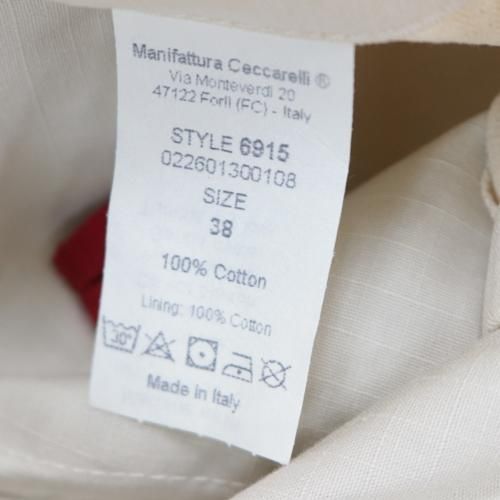 Manifattura Ceccarelli ®
Via Monteverdi 20
47122 Forlì (FC) - Italy
STYLE 6915
022601300108
SIZE
38
100% Cotton
Lining: 100% Cotton
30°
Made in Italy